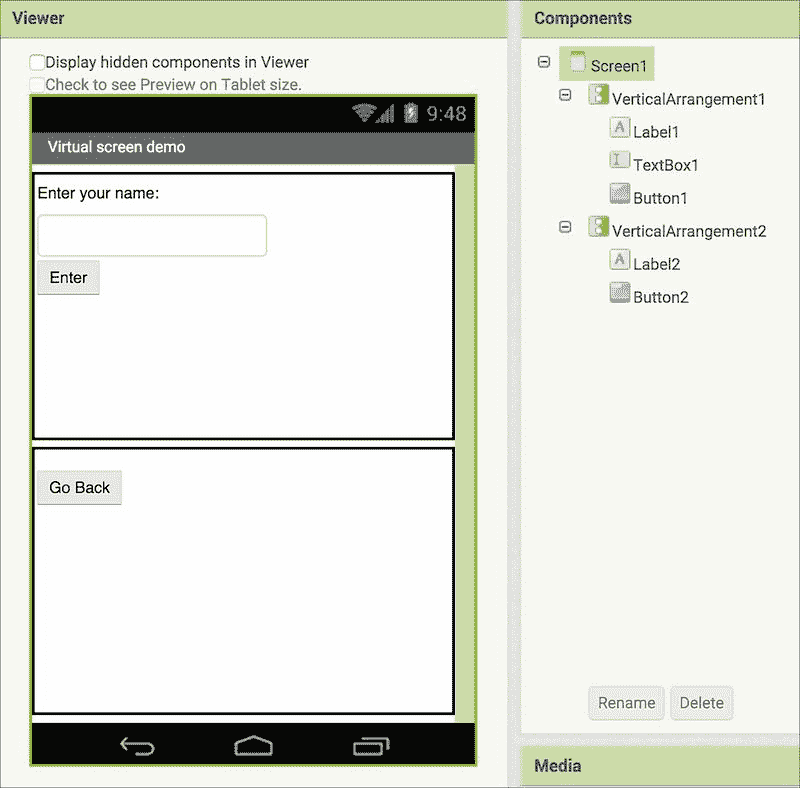 Viewer
Display hidden components in Viewer
Check to see Preview on Tablet size.
9:48
Virtual screen demo
Enter your name:
Enter
Go Back
Components
Screen1
VerticalArrangement1
A Label1
TextBox1
Button1
VerticalArrangement2
A Label2
Button2
Rename Delete
Media